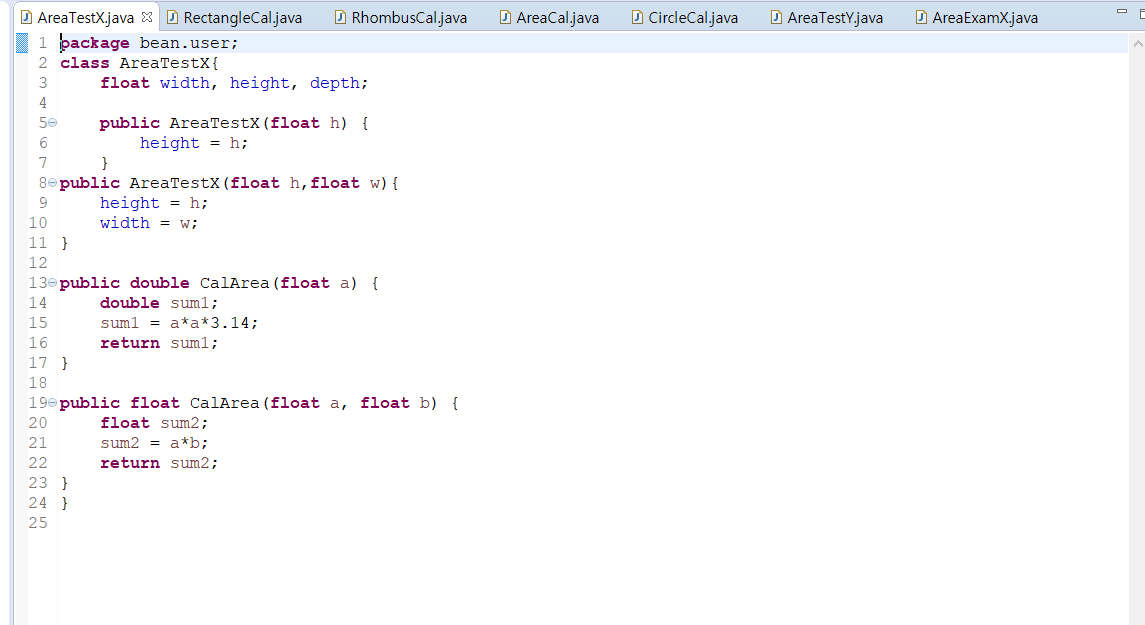 AreaTestX.java RectangleCal.java RhombusCal.java AreaCal.java CircleCal.java AreaTestY.java AreaExamX.java
1 package bean.user;
2 class AreaTestX{
3     float width, height, depth;
4
5     public AreaTestX(float h) {
6         height = h;
7     }
8 public AreaTestX(float h,float w){
9     height = h;
10     width = w;
11 }
12
13 public double CalArea(float a) {
14     double sum1;
15     sum1 = a*a*3.14;
16     return sum1;
17 }
18
19 public float CalArea(float a, float b) {
20     float sum2;
21     sum2 = a*b;
22     return sum2;
23 }
24 }
25